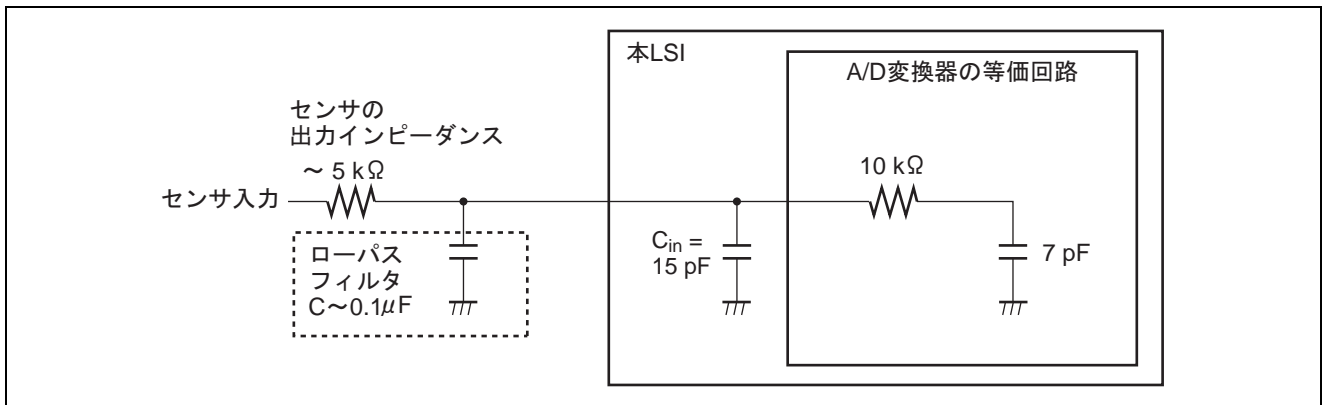 本LSI
A/D変換器の等価回路
センサの
出力インピーダンス
～ 5 kΩ
センサ入力
ローパス
フィルタ
C～0.1μF
Cin =
15 pF
10 kΩ
7 pF